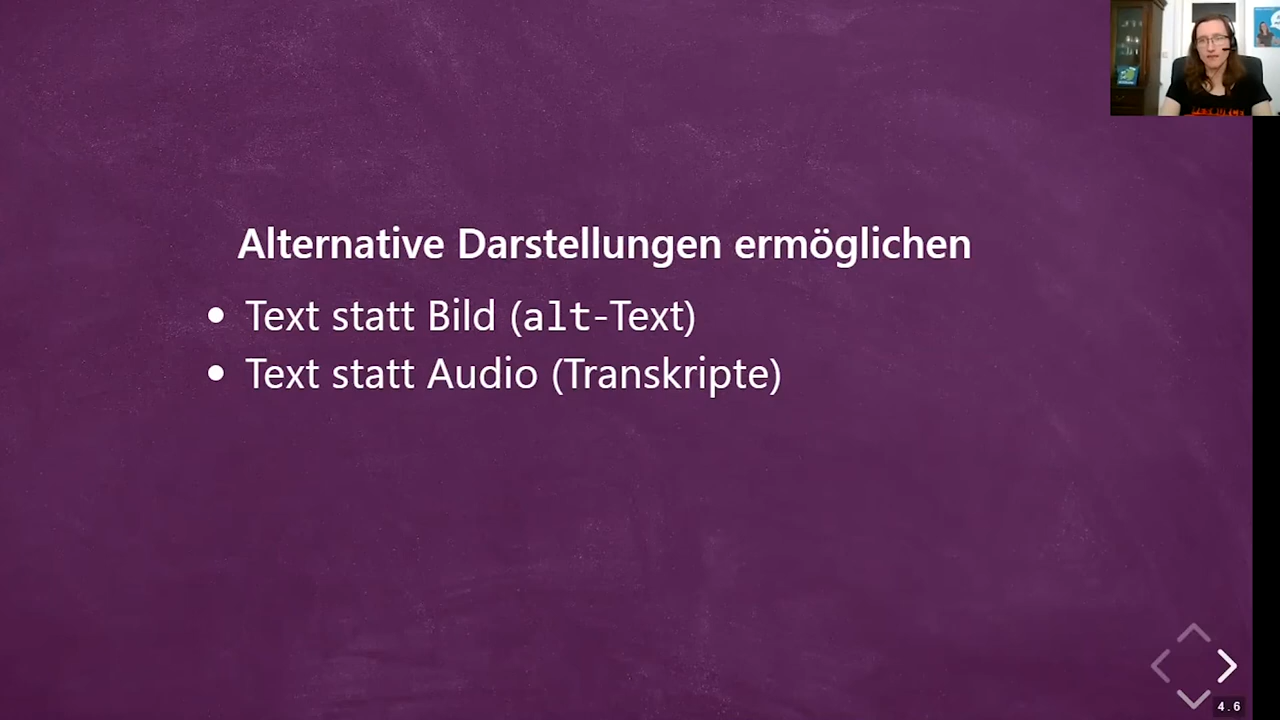 Alternative Darstellungen ermöglichen
• Text statt Bild (alt-Text)
• Text statt Audio (Transkripte)
4.6